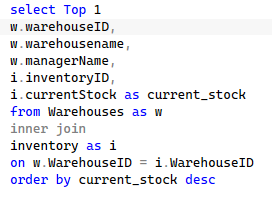 select Top 1
w.warehouseID,
w.warehousename,
w.managerName,
i.inventoryID,
i.currentStock as current_stock
from Warehouses as w
inner join
inventory as i
on w.WarehouseID = i.WarehouseID
order by current_stock desc